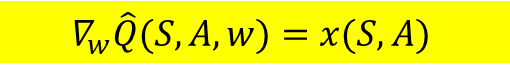 ∇_w Q̂(S, A, w) = x(S, A)